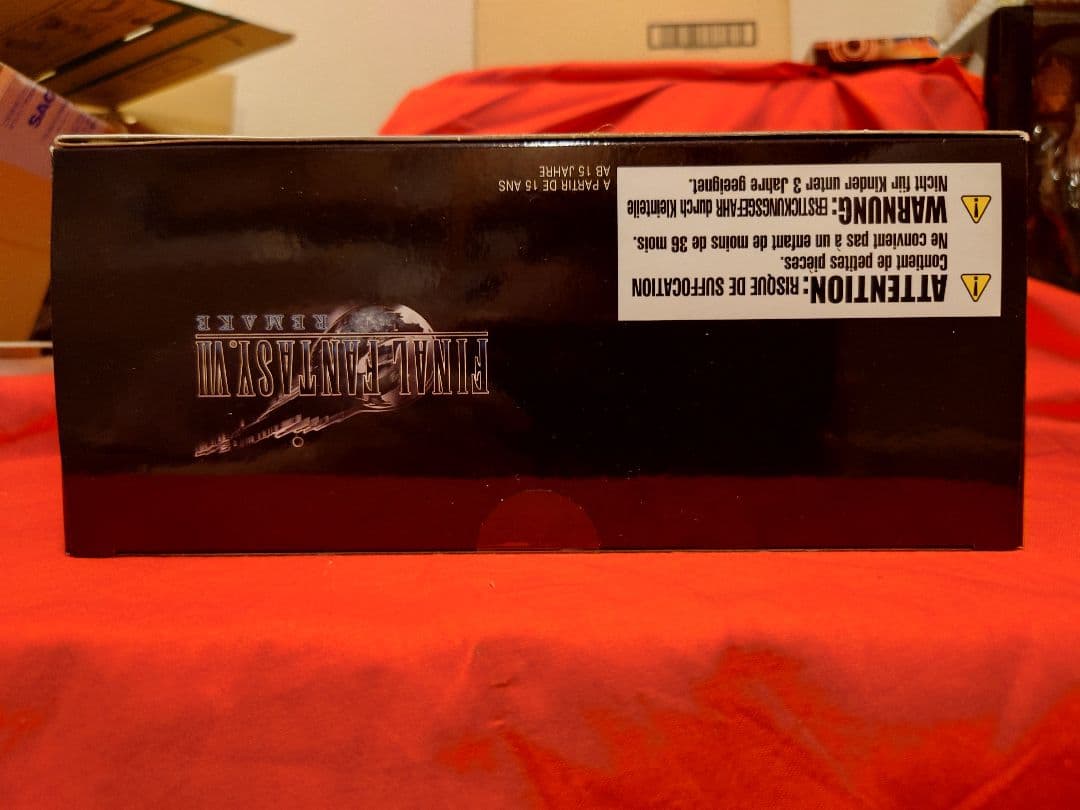 ATTENTION: RISQUE DE SUFFOCATION
Contient de petites pièces.
Ne convient pas à un enfant de moins de 36 mois.
WARNUNG: ERSTICKUNGSGEFAHR durch Kleinteile
Nicht für Kinder unter 3 Jahre geeignet.
A PARTIR DE 15 ANS
AB 15 JAHRE
FINAL FANTASY VII
REMAKE
SAC